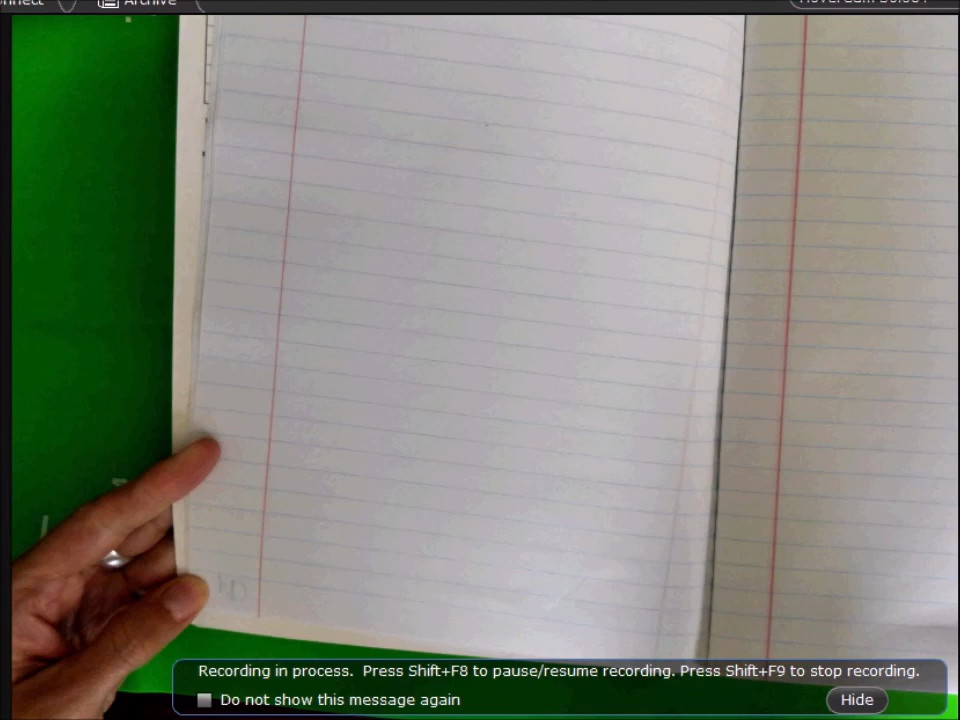 Archive
Recording in process. Press Shift+F8 to pause/resume recording. Press Shift+F9 to stop recording.
Do not show this message again
Hide